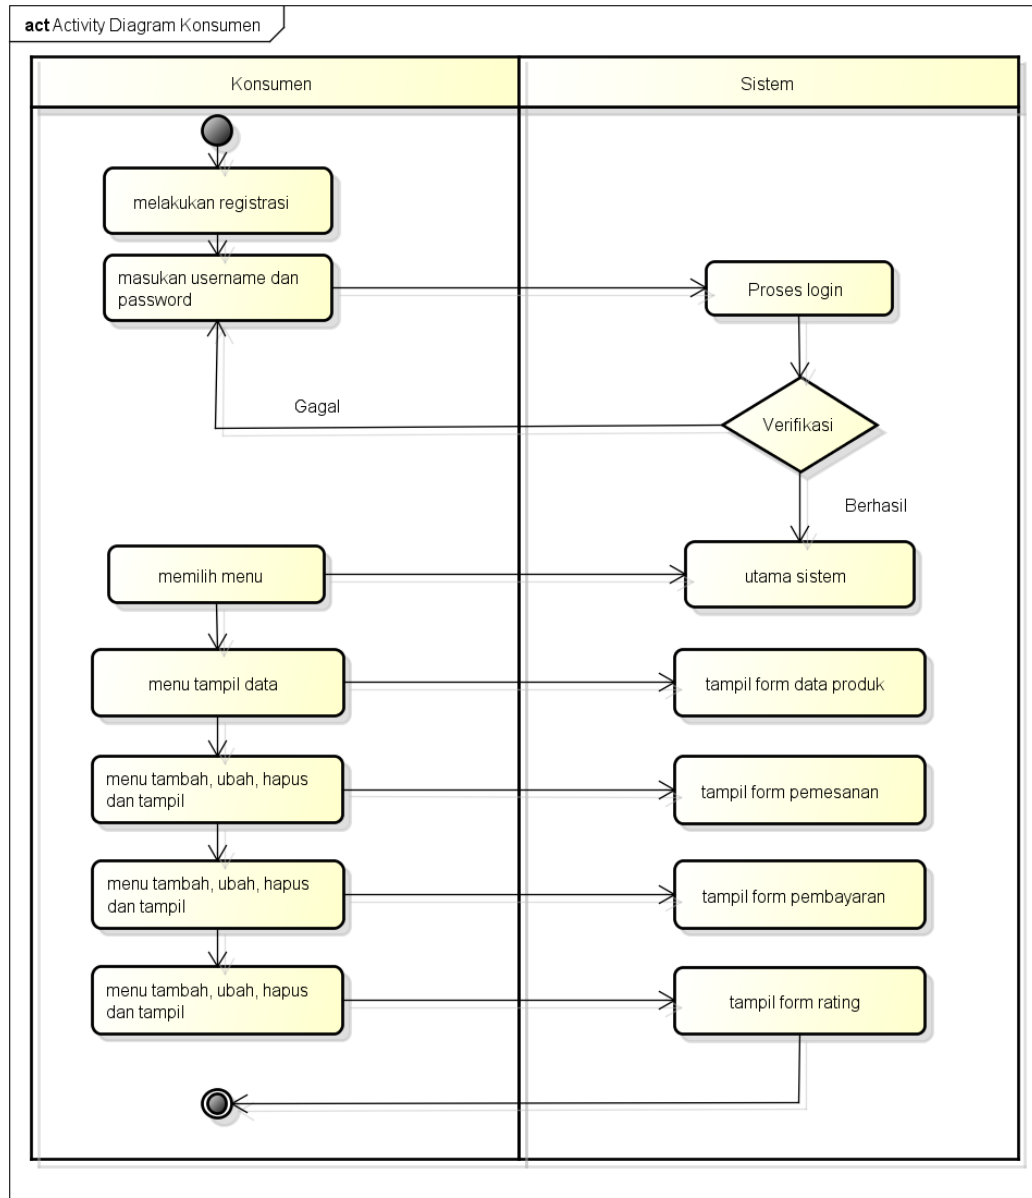 act Activity Diagram Konsumen
Konsumen
Sistem
melakukan registrasi
masukan username dan
password
Proses login
Gagal
Verifikasi
Berhasil
memilih menu
utama sistem
menu tampil data
tampil form data produk
menu tambah, ubah, hapus
dan tampil
tampil form pemesanan
menu tambah, ubah, hapus
dan tampil
tampil form pembayaran
menu tambah, ubah, hapus
dan tampil
tampil form rating